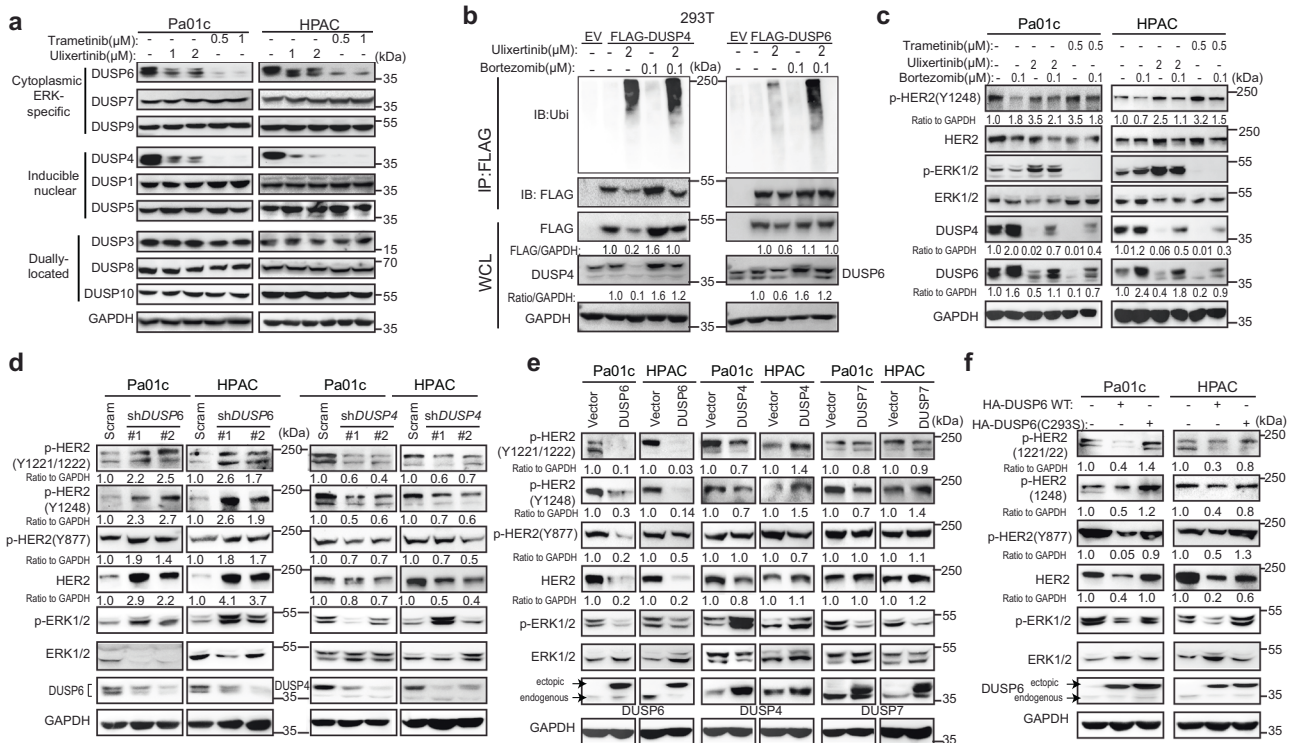 a
Pa01c HPAC
Trametinib(μM): - - - 0.5 1 - - - 0.5 1
Ulixertinib(μM): - 1 2 - - - 1 2 - - (kDa)
Cytoplasmic
ERK-
specific
DUSP6 35
DUSP7
DUSP9 55
Inducible
nuclear
DUSP4 35
DUSP1
DUSP5 35
Dually-
located
DUSP3 15
DUSP8 70
DUSP10 55
GAPDH 35
b
293T
EV FLAG-DUSP4 EV FLAG-DUSP6
Ulixertinib(μM): - - 2 - 2 - - 2 - 2
Bortezomib(μM): - - - 0.1 0.1 (kDa) - - - 0.1 0.1
IP:FLAG
IB:Ubi 250
IB: FLAG 55
WCL
FLAG 55
FLAG/GAPDH: 1.0 0.2 1.6 1.0 1.0 0.6 1.1 1.0
DUSP4 DUSP6
Ratio/GAPDH: 1.0 0.1 1.6 1.2 1.0 0.6 1.6 1.2
GAPDH 35 35
c
Pa01c HPAC
Trametinib(μM): - - - - 0.5 0.5 - - - - 0.5 0.5
Ulixertinib(μM): - - 2 2 - - - - 2 2 - -
Bortezomib(μM): - 0.1 - 0.1 - 0.1 - 0.1 - 0.1 - 0.1 (kDa)
p-HER2(Y1248) 250
Ratio to GAPDH 1.0 1.8 3.5 2.1 3.5 1.8 1.0 0.7 2.5 1.1 3.2 1.5
HER2 250
p-ERK1/2 55
ERK1/2 55
DUSP4 35
Ratio to GAPDH 1.0 2.0 0.02 0.7 0.01 0.4 1.0 1.2 0.06 0.5 0.01 0.3
DUSP6 35
Ratio to GAPDH 1.0 1.6 0.5 1.1 0.1 0.7 1.0 2.4 0.4 1.8 0.2 0.9
GAPDH 35
d
Pa01c HPAC Pa01c HPAC
Scram shDUSP6 Scram shDUSP6 Scram shDUSP4 Scram shDUSP4
#1 #2 #1 #2 (kDa) #1 #2 #1 #2
p-HER2
(Y1221/1222) 250
Ratio to GAPDH 1.0 2.2 2.5 1.0 2.6 1.7 1.0 0.6 0.4 1.0 0.6 0.7
p-HER2
(Y1248) 250
Ratio to GAPDH 1.0 2.3 2.7 1.0 2.6 1.9 1.0 0.5 0.6 1.0 0.7 0.6
p-HER2(Y877)
Ratio to GAPDH 1.0 1.9 1.4 1.0 1.8 1.7 1.0 0.7 0.7 1.0 0.7 0.5
HER2 250
Ratio to GAPDH 1.0 2.9 2.2 1.0 4.1 3.7 1.0 0.8 0.7 1.0 0.5 0.4
p-ERK1/2 55
ERK1/2 55
DUSP6 35 DUSP4
GAPDH 35
e
Pa01c HPAC Pa01c HPAC Pa01c HPAC
Vector DUSP6 Vector DUSP6 Vector DUSP4 Vector DUSP4 Vector DUSP7 Vector DUSP7 (kDa)
p-HER2
(Y1221/1222) 250
Ratio to GAPDH 1.0 0.1 1.0 0.03 1.0 0.7 1.0 1.4 1.0 0.8 1.0 0.9
p-HER2
(Y1248) 250
Ratio to GAPDH 1.0 0.3 1.0 0.14 1.0 0.7 1.0 1.5 1.0 0.7 1.0 1.4
p-HER2(Y877) 250
Ratio to GAPDH 1.0 0.2 1.0 0.5 1.0 1.0 1.0 0.7 1.0 1.0 1.0 1.1
HER2 250
Ratio to GAPDH 1.0 0.2 1.0 0.2 1.0 0.8 1.0 1.1 1.0 1.0 1.0 1.2
p-ERK1/2 55
ERK1/2 55
ectopic
endogenous 35
DUSP6 DUSP4 DUSP7
GAPDH
f
Pa01c HPAC
HA-DUSP6 WT: - + - - + -
HA-DUSP6(C293S): - - + - - + (kDa)
p-HER2
(1221/22) 250
Ratio to GAPDH 1.0 0.4 1.4 1.0 0.3 0.8
p-HER2
(1248) 250
Ratio to GAPDH 1.0 0.5 1.2 1.0 0.4 0.8
p-HER2(Y877) 250
Ratio to GAPDH 1.0 0.05 0.9 1.0 0.5 1.3
HER2 250
Ratio to GAPDH 1.0 0.4 1.0 1.0 0.2 0.6
p-ERK1/2 55
ERK1/2 55
DUSP6 ectopic
endogenous 35
GAPDH 35